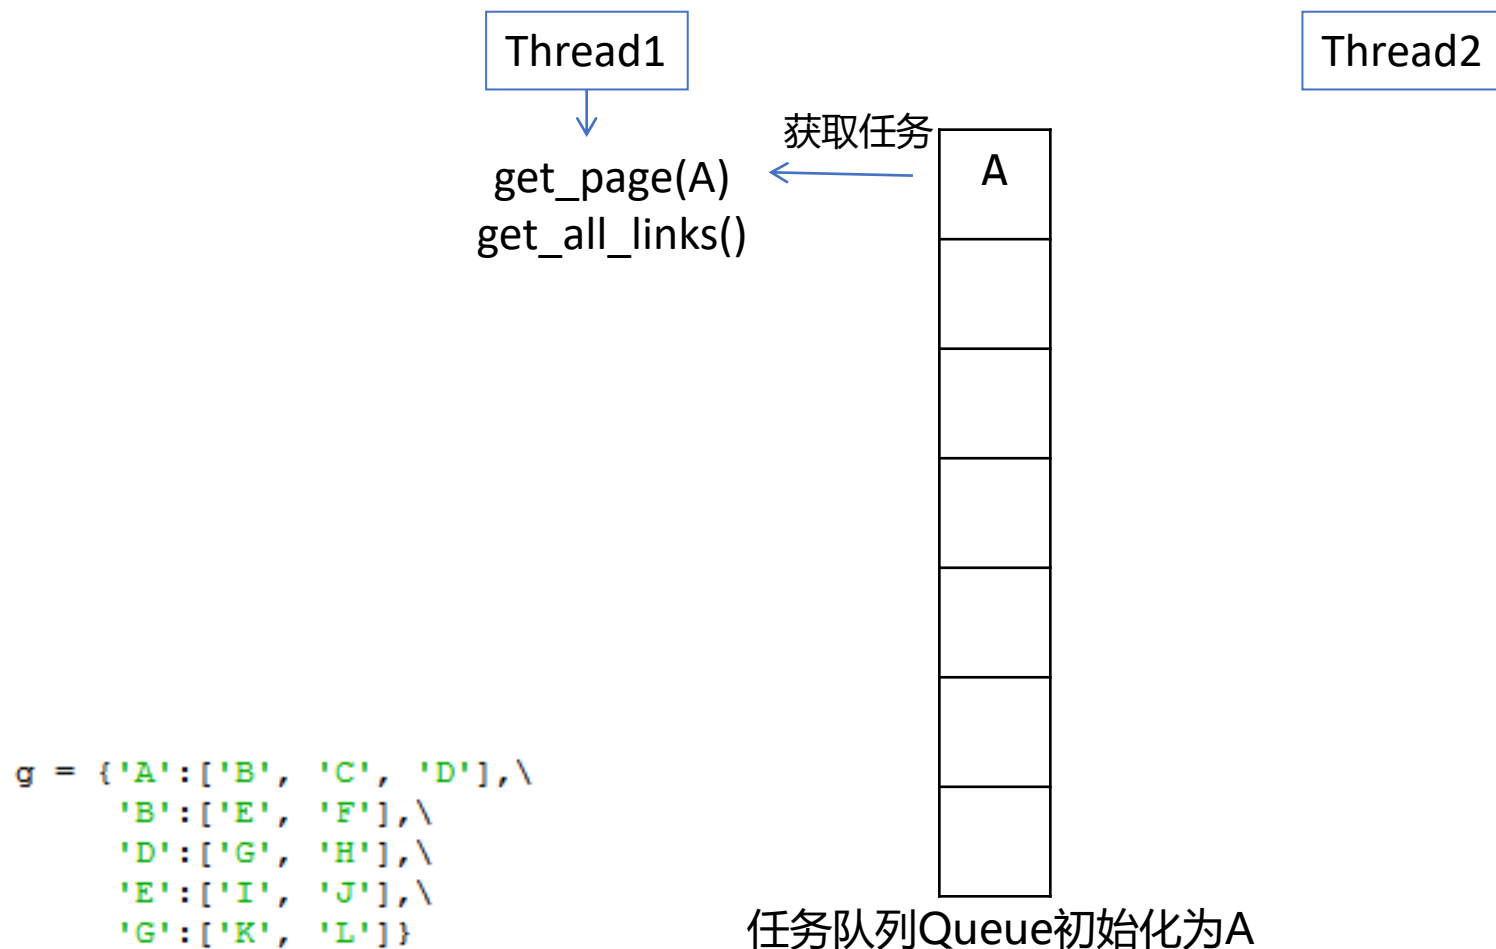 Thread1
Thread2
获取任务
A
get_page(A)
get_all_links()
g = {'A':['B', 'C', 'D'],\
'B':['E', 'F'],\
'D':['G', 'H'],\
'E':['I', 'J'],\
'G':['K', 'L']}
任务队列Queue初始化为A